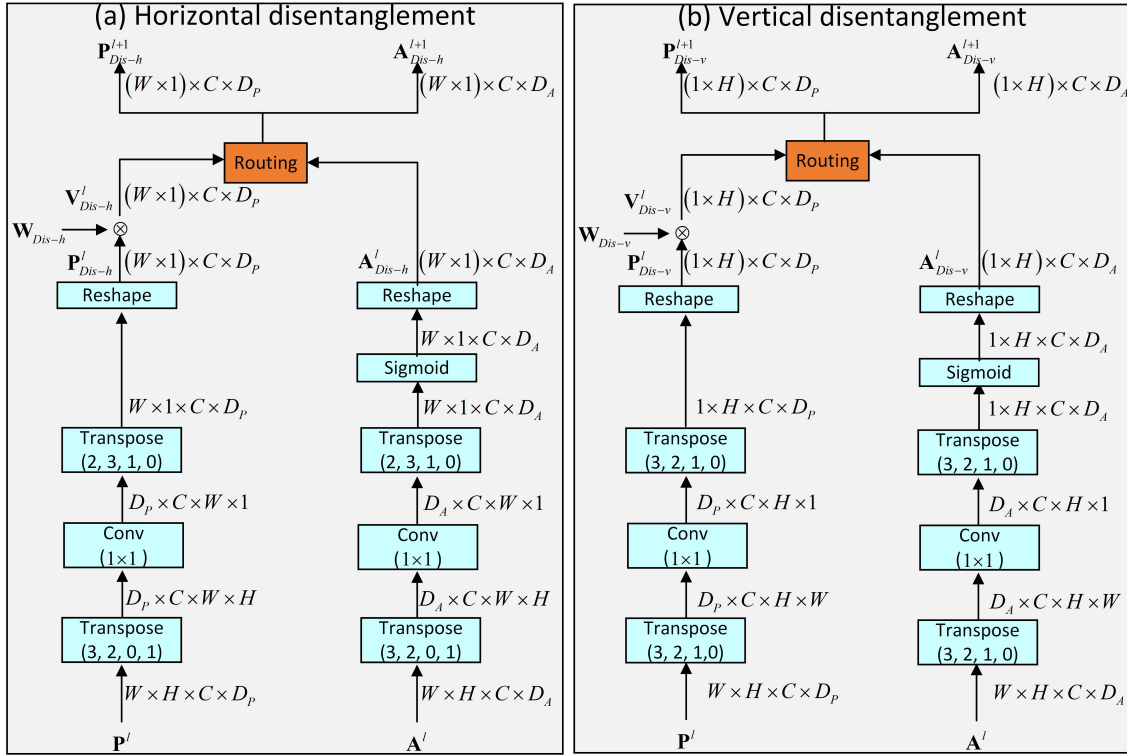 (a) Horizontal disentanglement
P^{l+1}_{Dis-h}
A^{l+1}_{Dis-h}
(W×1)×C×D_P
(W×1)×C×D_A
Routing
V^l_{Dis-h}
(W×1)×C×D_P
W_{Dis-h}
⊗
P^l_{Dis-h}
(W×1)×C×D_P
A^l_{Dis-h}
(W×1)×C×D_A
Reshape
Reshape
W×1×C×D_A
Sigmoid
W×1×C×D_P
W×1×C×D_A
Transpose
(2, 3, 1, 0)
Transpose
(2, 3, 1, 0)
D_P×C×W×1
D_A×C×W×1
Conv
(1×1)
Conv
(1×1)
D_P×C×W×H
D_A×C×W×H
Transpose
(3, 2, 0, 1)
Transpose
(3, 2, 0, 1)
W×H×C×D_P
W×H×C×D_A
P^l
A^l
(b) Vertical disentanglement
P^{l+1}_{Dis-v}
A^{l+1}_{Dis-v}
(1×H)×C×D_P
(1×H)×C×D_A
Routing
V^l_{Dis-v}
(1×H)×C×D_P
W_{Dis-v}
⊗
P^l_{Dis-v}
(1×H)×C×D_P
A^l_{Dis-v}
(1×H)×C×D_A
Reshape
Reshape
1×H×C×D_A
Sigmoid
1×H×C×D_P
1×H×C×D_A
Transpose
(3, 2, 1, 0)
Transpose
(3, 2, 1, 0)
D_P×C×H×1
D_A×C×H×1
Conv
(1×1)
Conv
(1×1)
D_P×C×H×W
D_A×C×H×W
Transpose
(3, 2, 1,0)
Transpose
(3, 2, 1, 0)
W×H×C×D_P
W×H×C×D_A
P^l
A^l